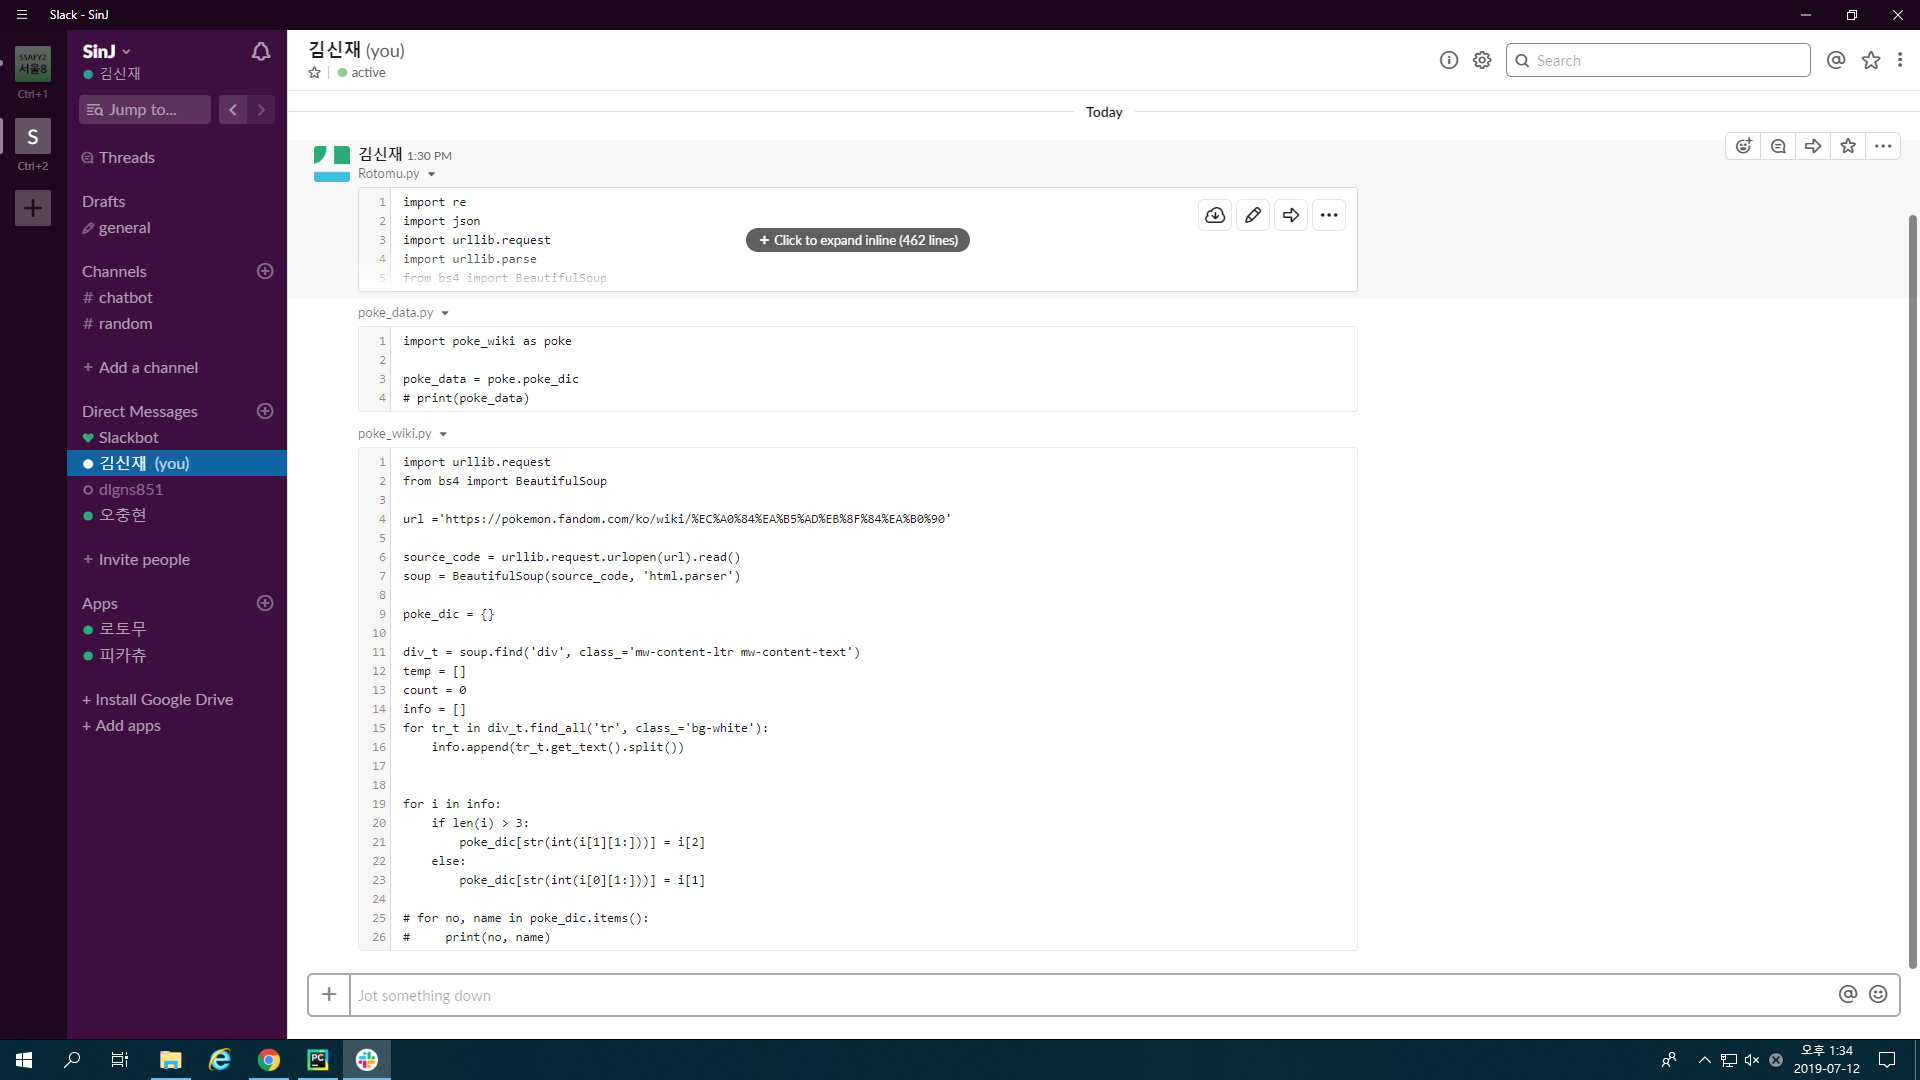 Slack - SinJ
SSAFY2
서울8
Ctrl+1
S
Ctrl+2
SinJ
김신재
Jump to...
Threads
Drafts
general
Channels
# chatbot
# random
+ Add a channel
Direct Messages
Slackbot
김신재 (you)
dlgns851
오충현
+ Invite people
Apps
로토무
피카츄
+ Install Google Drive
+ Add apps
김신재 (you)
active
Search
Today
김신재 1:30 PM
Rotomu.py
1 import re
2 import json
3 import urllib.request
4 import urllib.parse
5 from bs4 import BeautifulSoup
+ Click to expand inline (462 lines)
poke_data.py
1 import poke_wiki as poke
2
3 poke_data = poke.poke_dic
4 # print(poke_data)
poke_wiki.py
1 import urllib.request
2 from bs4 import BeautifulSoup
3
4 url ='https://pokemon.fandom.com/ko/wiki/%EC%A0%84%EA%B5%AD%EB%8F%84%EA%B0%90'
5
6 source_code = urllib.request.urlopen(url).read()
7 soup = BeautifulSoup(source_code, 'html.parser')
8
9 poke_dic = {}
10
11 div_t = soup.find('div', class_='mw-content-ltr mw-content-text')
12 temp = []
13 count = 0
14 info = []
15 for tr_t in div_t.find_all('tr', class_='bg-white'):
16     info.append(tr_t.get_text().split())
17
18
19 for i in info:
20     if len(i) > 3:
21         poke_dic[str(int(i[1][1:]))] = i[2]
22     else:
23         poke_dic[str(int(i[0][1:]))] = i[1]
24
25 # for no, name in poke_dic.items():
26 #     print(no, name)
Jot something down
PC
오후 1:34
2019-07-12